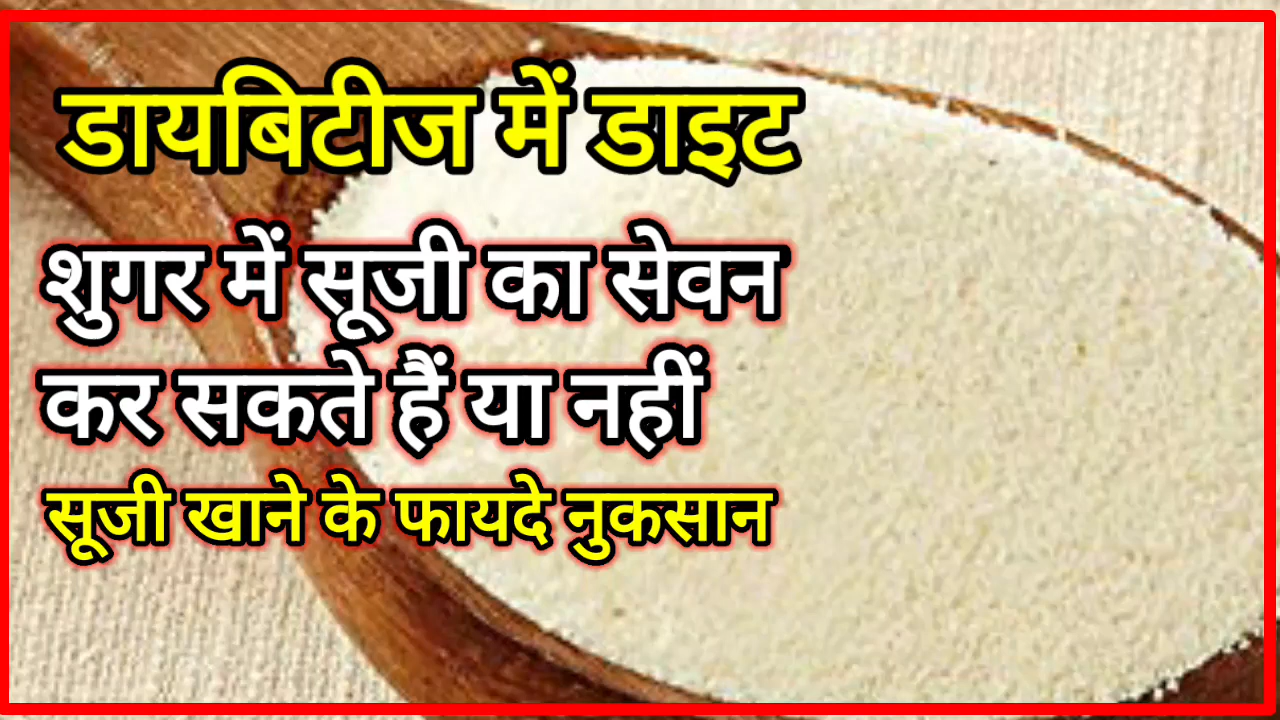 डायबिटीज में डाइट
शुगर में सूजी का सेवन
कर सकते हैं या नहीं
सूजी खाने के फायदे नुकसान